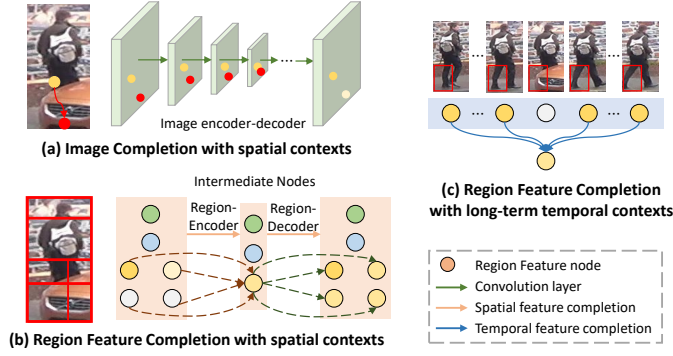 Image encoder-decoder
(a) Image Completion with spatial contexts
Intermediate Nodes
Region-
Encoder
Region-
Decoder
(b) Region Feature Completion with spatial contexts
...
...
...
(c) Region Feature Completion
with long-term temporal contexts
Region Feature node
Convolution layer
Spatial feature completion
Temporal feature completion